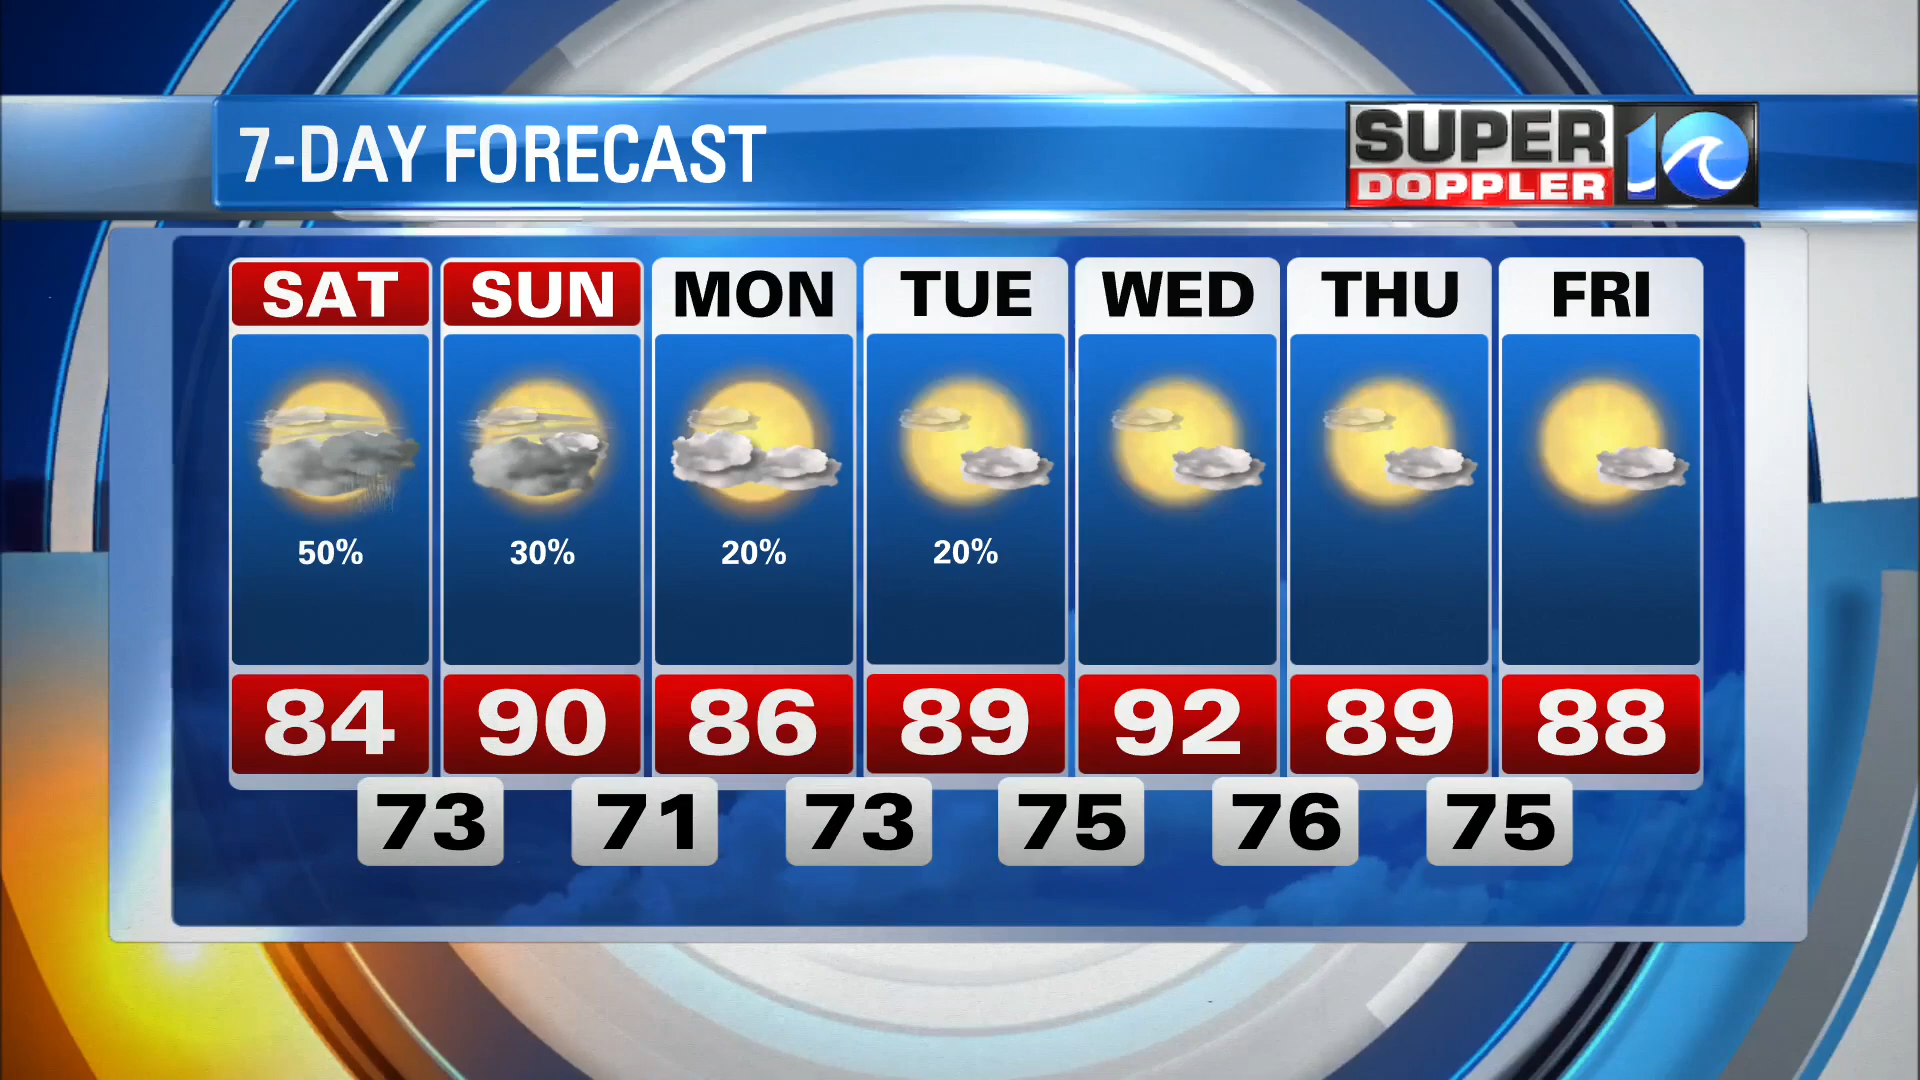 7-DAY FORECAST
SUPER
DOPPLER
10
SAT SUN MON TUE WED THU FRI
50% 30% 20% 20%
84 90 86 89 92 89 88
73 71 73 75 76 75